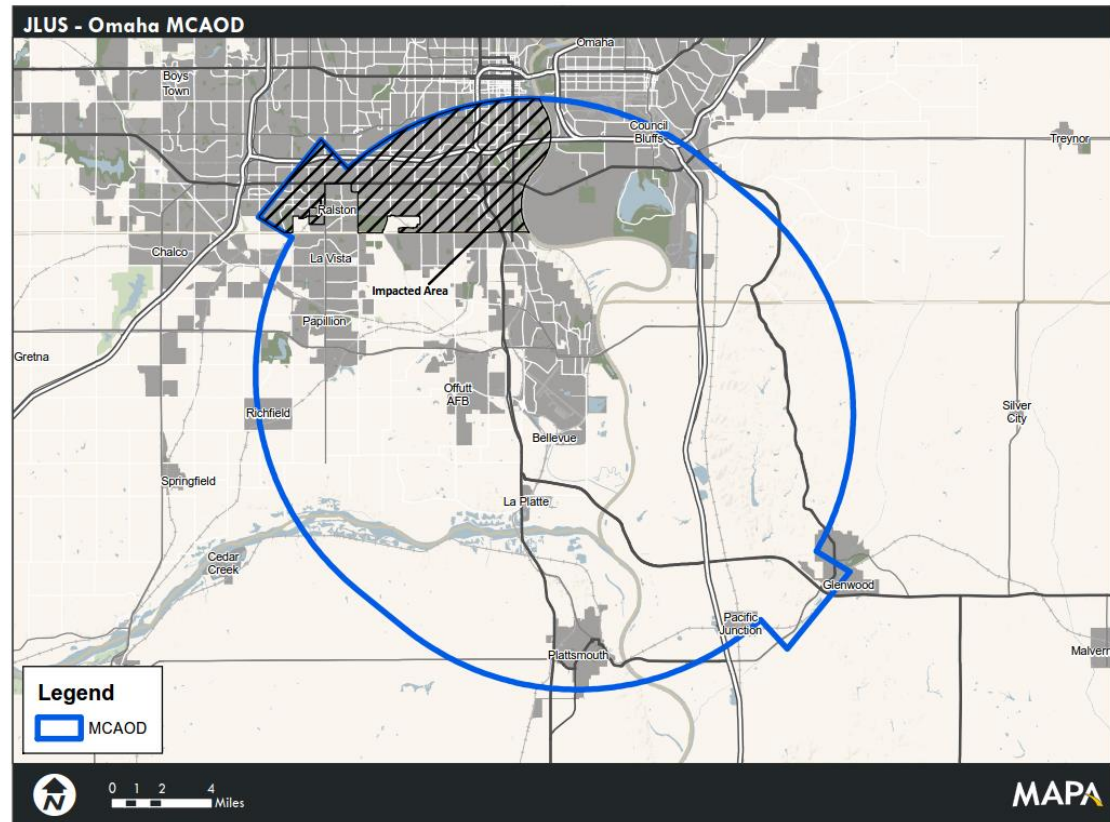 JLUS - Omaha MCAOD
Omaha
Boys
Town
Council
Bluffs
Treynor
Ralston
Chalco
La Vista
Impacted Area
Papillion
Gretna
Offutt
AFB
Richfield
Silver
City
Bellevue
Springfield
La Platte
Cedar
Creek
Glenwood
Pacific
Junction
Plattsmouth
Malvern
Legend
MCAOD
N
0 1 2 4
Miles
MAPA